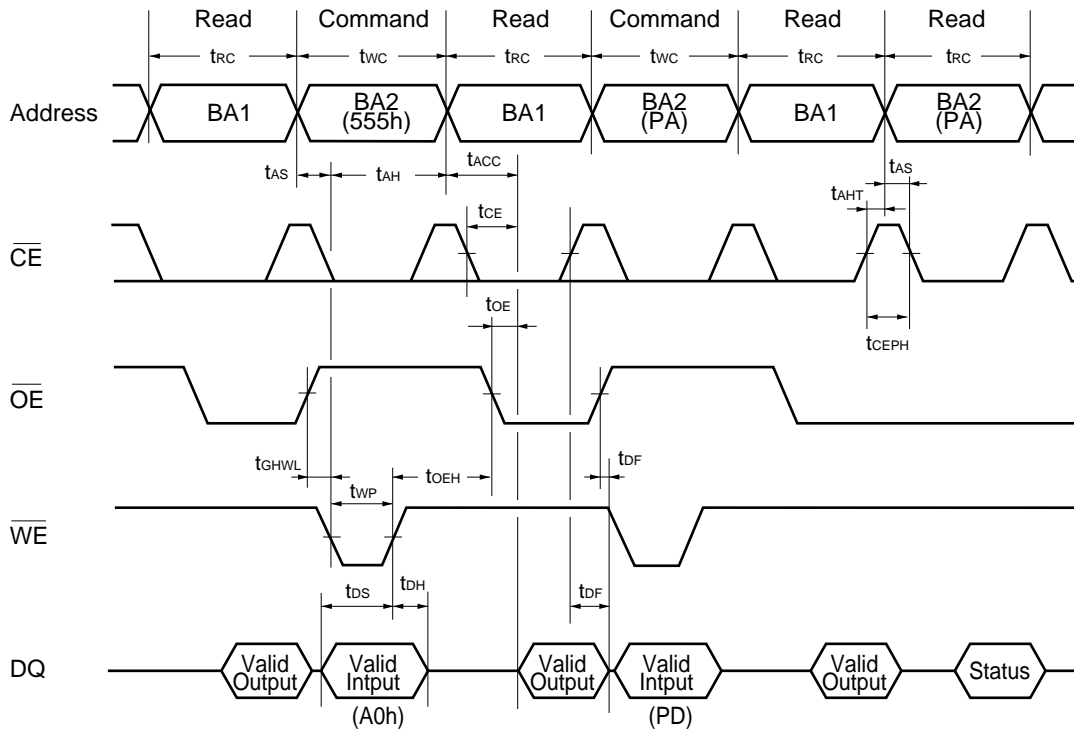 Read Command Read Command Read Read
tRC tWC tRC tWC tRC tRC
Address BA1 BA2 BA1 BA2 BA1 BA2
(555h) (PA) (PA)
tAS tAH tACC tAS
tAHT
tCE
CE
tOE
tCEPH
OE
tGHWL tWP tOEH tDF
WE
tDS tDH tDF
DQ Valid Valid Valid Valid Valid Status
Output Intput Output Intput Output
(A0h) (PD)